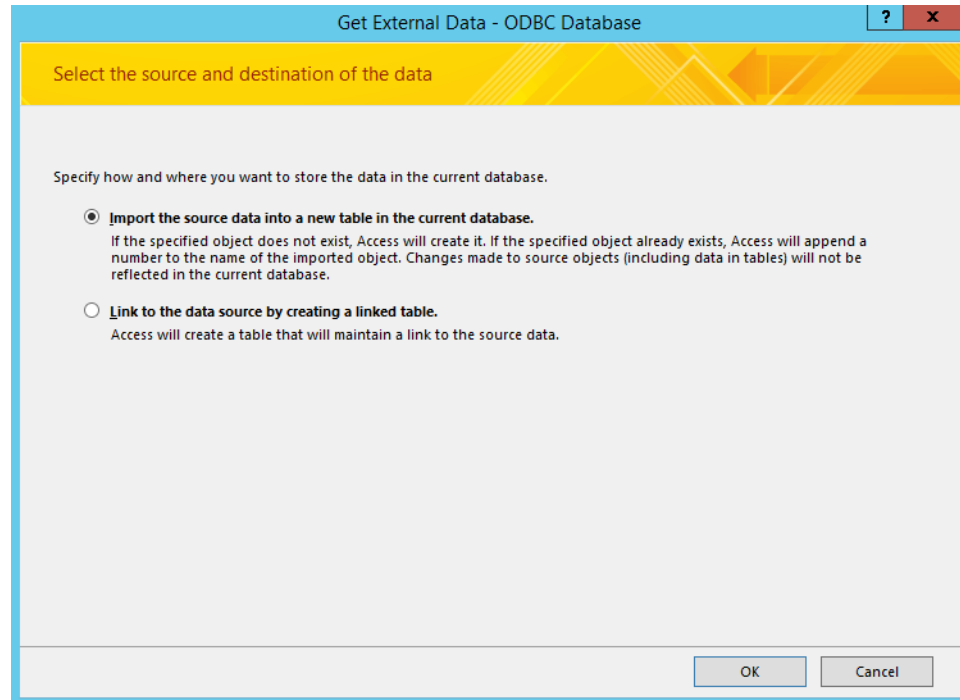 Get External Data - ODBC Database
? x
Select the source and destination of the data
Specify how and where you want to store the data in the current database.
Import the source data into a new table in the current database.
If the specified object does not exist, Access will create it. If the specified object already exists, Access will append a
number to the name of the imported object. Changes made to source objects (including data in tables) will not be
reflected in the current database.
Link to the data source by creating a linked table.
Access will create a table that will maintain a link to the source data.
OK Cancel